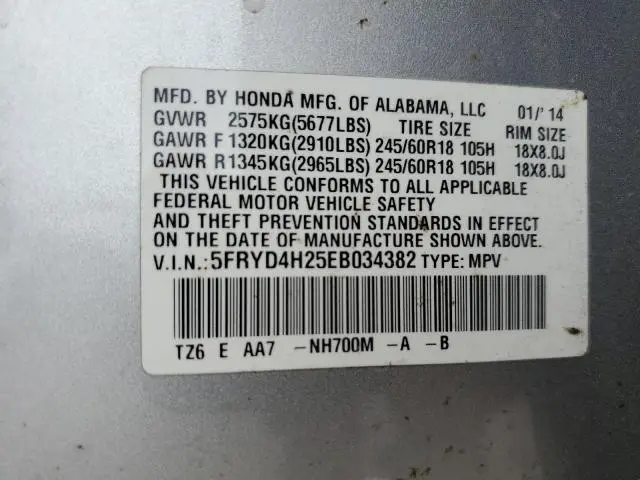 MFD. BY HONDA MFG. OF ALABAMA, LLC 01/'14
GVWR 2575KG(5677LBS) TIRE SIZE RIM SIZE
GAWR F 1320KG(2910LBS) 245/60R18 105H 18X8.0J
GAWR R1345KG(2965LBS) 245/60R18 105H 18X8.0J
THIS VEHICLE CONFORMS TO ALL APPLICABLE
FEDERAL MOTOR VEHICLE SAFETY
AND THEFT PREVENTION STANDARDS IN EFFECT
ON THE DATE OF MANUFACTURE SHOWN ABOVE.
V.I.N.:5FRYD4H25EB034382 TYPE: MPV
TZ6 E AA7 -NH700M -A -B